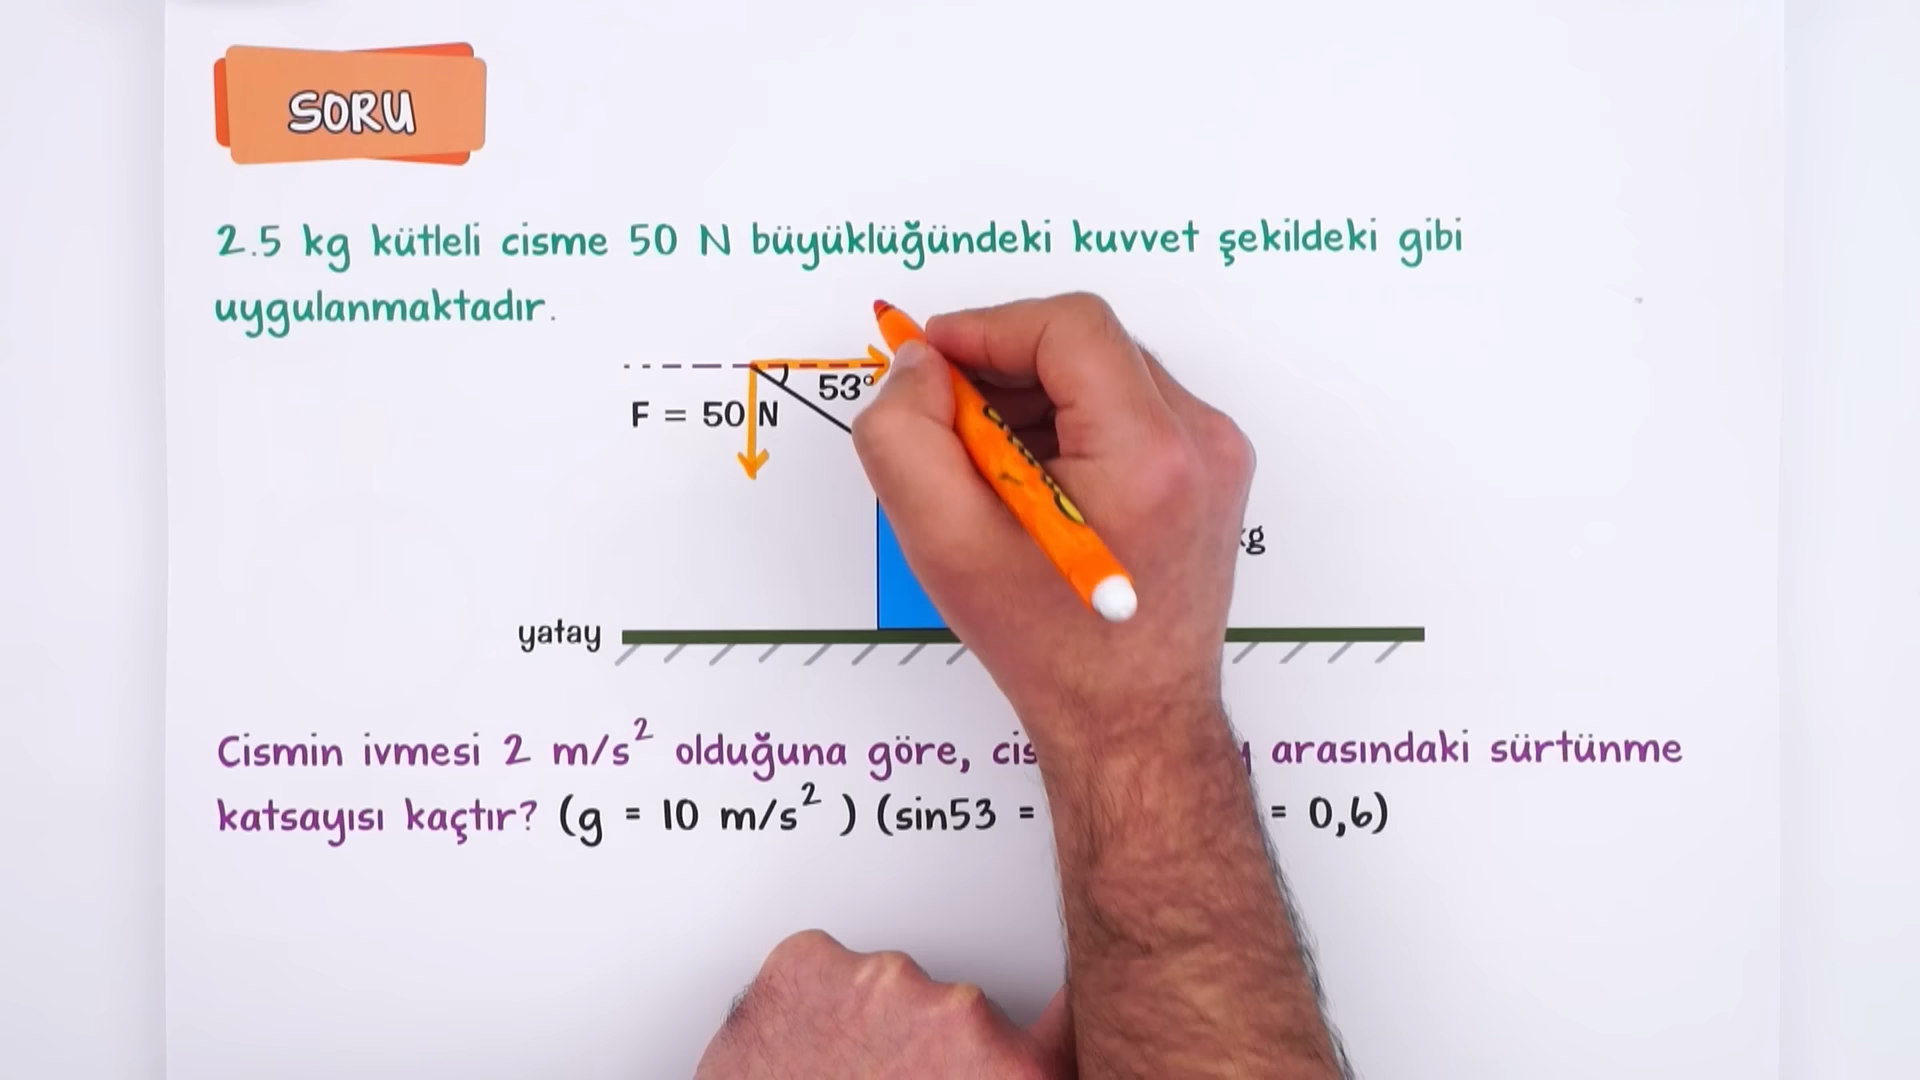 SORU
2.5 kg kütleli cisme 50 N büyüklüğündeki kuvvet şekildeki gibi
uygulanmaktadır.
53°
F = 50 N
kg
yatay
Cismin ivmesi 2 m/s² olduğuna göre, arasındaki sürtünme
katsayısı kaçtır? (g = 10 m/s² ) (sin53 = = 0,6)